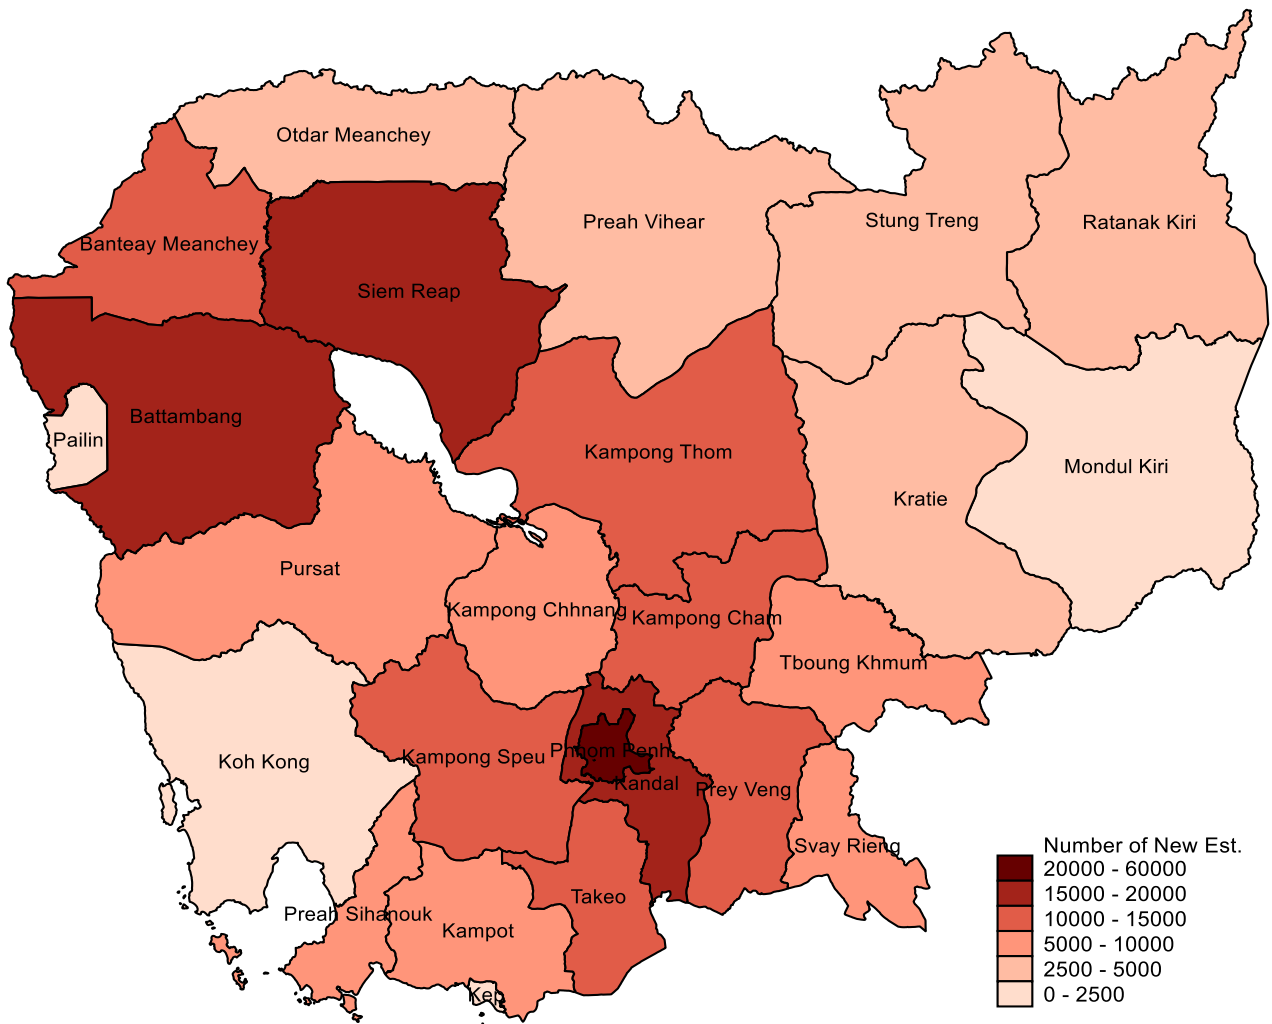 Otdar Meanchey
Preah Vihear
Stung Treng
Ratanak Kiri
Banteay Meanchey
Siem Reap
Battambang
Pailin
Kampong Thom
Mondul Kiri
Kratie
Pursat
Kampong Chhnang
Kampong Cham
Tboung Khmum
Koh Kong
Kampong Speu
Phnom Penh
Kandal
Prey Veng
Svay Rieng
Takeo
Preah Sihanouk
Kampot
Kep
Number of New Est.
20000 - 60000
15000 - 20000
10000 - 15000
5000 - 10000
2500 - 5000
0 - 2500